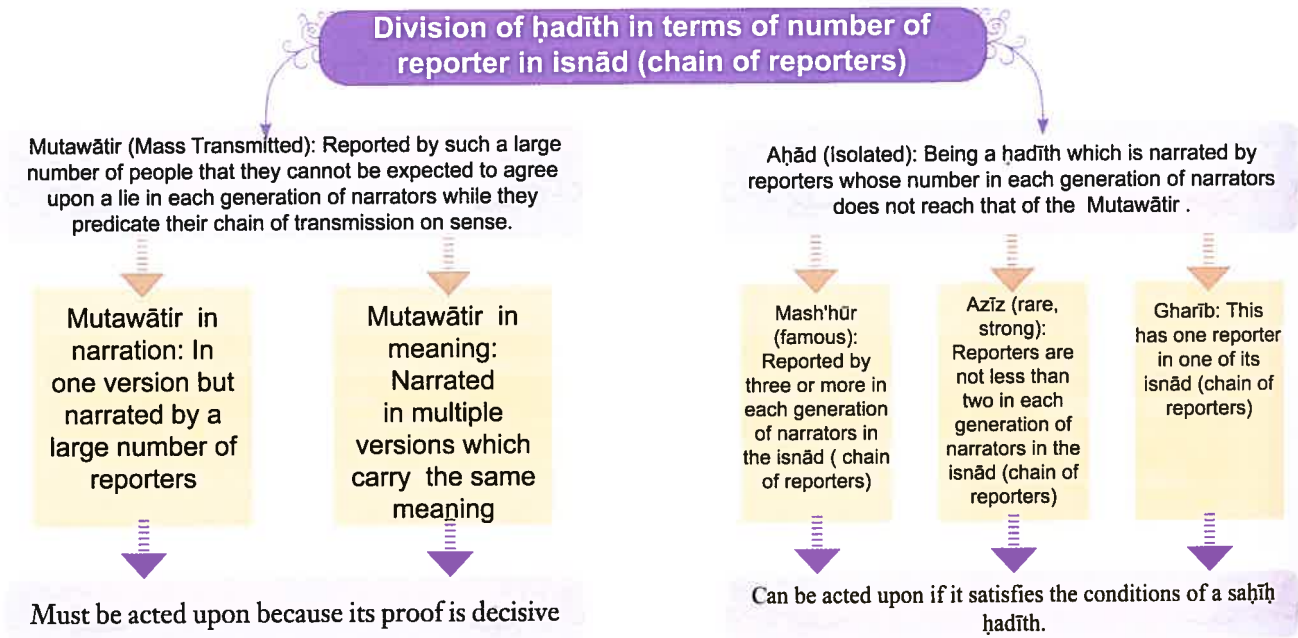 Division of ḥadīth in terms of number of
reporter in isnād (chain of reporters)
Mutawātir (Mass Transmitted): Reported by such a large
number of people that they cannot be expected to agree
upon a lie in each generation of narrators while they
predicate their chain of transmission on sense.
Aḥād (Isolated): Being a ḥadīth which is narrated by
reporters whose number in each generation of narrators
does not reach that of the Mutawātir .
Mutawātir in
narration: In
one version but
narrated by a
large number of
reporters
Mutawātir in
meaning:
Narrated
in multiple
versions which
carry the same
meaning
Mash'hūr
(famous):
Reported by
three or more in
each generation
of narrators in
the isnād ( chain
of reporters)
Azīz (rare,
strong):
Reporters are
not less than
two in each
generation of
narrators in the
isnād (chain of
reporters)
Gharīb: This
has one reporter
in one of its
isnād (chain of
reporters)
Must be acted upon because its proof is decisive
Can be acted upon if it satisfies the conditions of a saḥīḥ
ḥadīth.